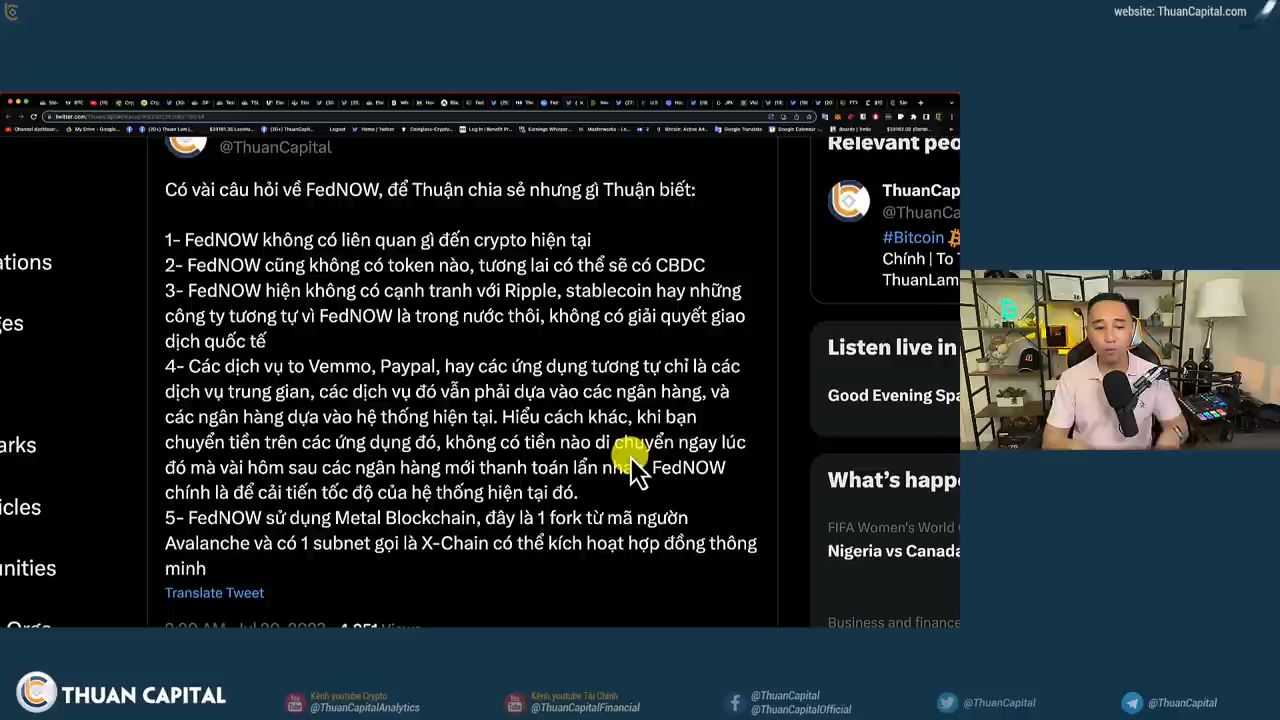 website: ThuanCapital.com
@ThuanCapital
Có vài câu hỏi về FedNOW, để Thuận chia sẻ nhưng gì Thuận biết:
1- FedNOW không có liên quan gì đến crypto hiện tại
2- FedNOW cũng không có token nào, tương lai có thể sẽ có CBDC
3- FedNOW hiện không có cạnh tranh với Ripple, stablecoin hay những
công ty tương tự vì FedNOW là trong nước thôi, không có giải quyết giao
dịch quốc tế
4- Các dịch vụ to Vemmo, Paypal, hay các ứng dụng tương tự chỉ là các
dịch vụ trung gian, các dịch vụ đó vẫn phải dựa vào các ngân hàng, và
các ngân hàng dựa vào hệ thống hiện tại. Hiểu cách khác, khi bạn
chuyển tiền trên các ứng dụng đó, không có tiền nào di chuyển ngay lúc
đó mà vài hôm sau các ngân hàng mới thanh toán lẩn FedNOW
chính là để cải tiến tốc độ của hệ thống hiện tại đó.
5- FedNOW sử dụng Metal Blockchain, đây là 1 fork từ mã nguờn
Avalanche và có 1 subnet gọi là X-Chain có thể kích hoạt hợp đồng thông
minh
Translate Tweet
ations
ges
arks
icles
unities
Relevant peo
ThuanCap
@ThuanCa
#Bitcoin
Chính | To
ThuanLam
Listen live in
Good Evening Spa
What's happe
FIFA Women's World
Nigeria vs Canada
Business and finance
THUAN CAPITAL
Kênh youtube Crypto
@ThuanCapitalAnalytics
Kênh youtube Tài Chính
@ThuanCapitalFinancial
@ThuanCapital
@ThuanCapitalOfficial
@ThuanCapital
@ThuanCapital